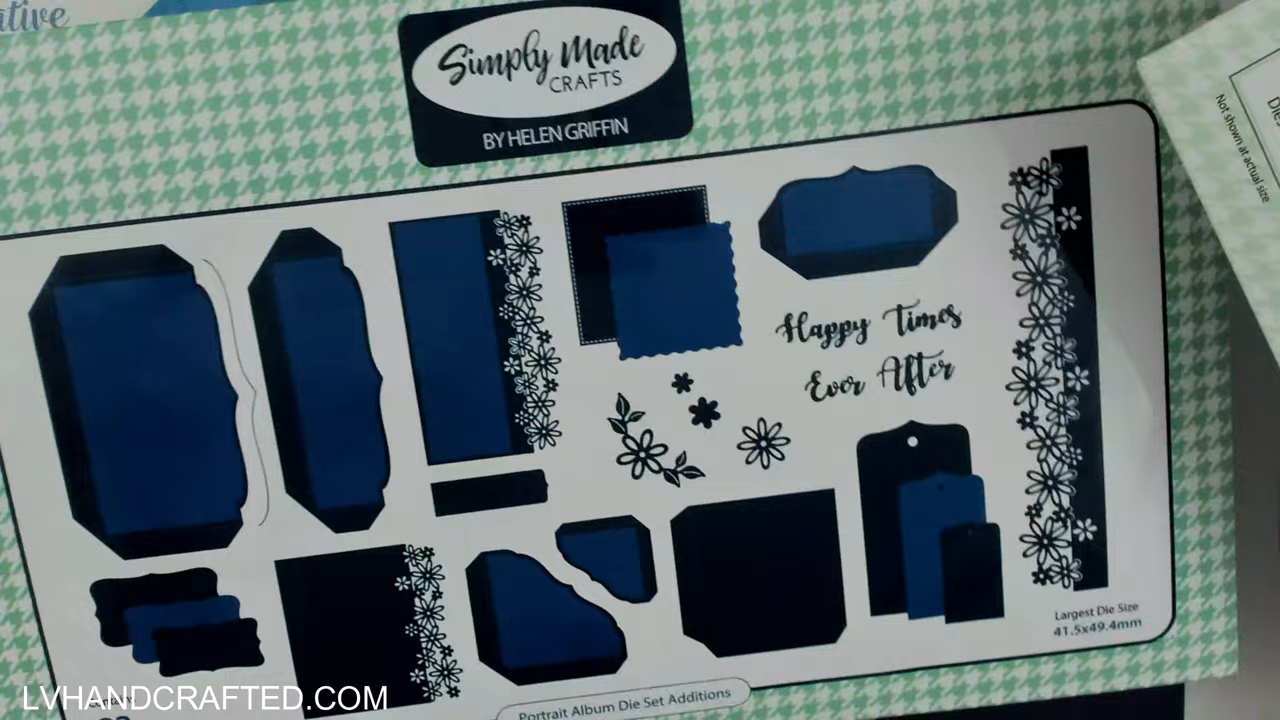 Simply Made
CRAFTS
BY HELEN GRIFFIN
Not shown at actual size
Happy Times
Ever After
Largest Die Size
41.5x49.4mm
Portrait Album Die Set Additions
LVHANDCRAFTED.COM